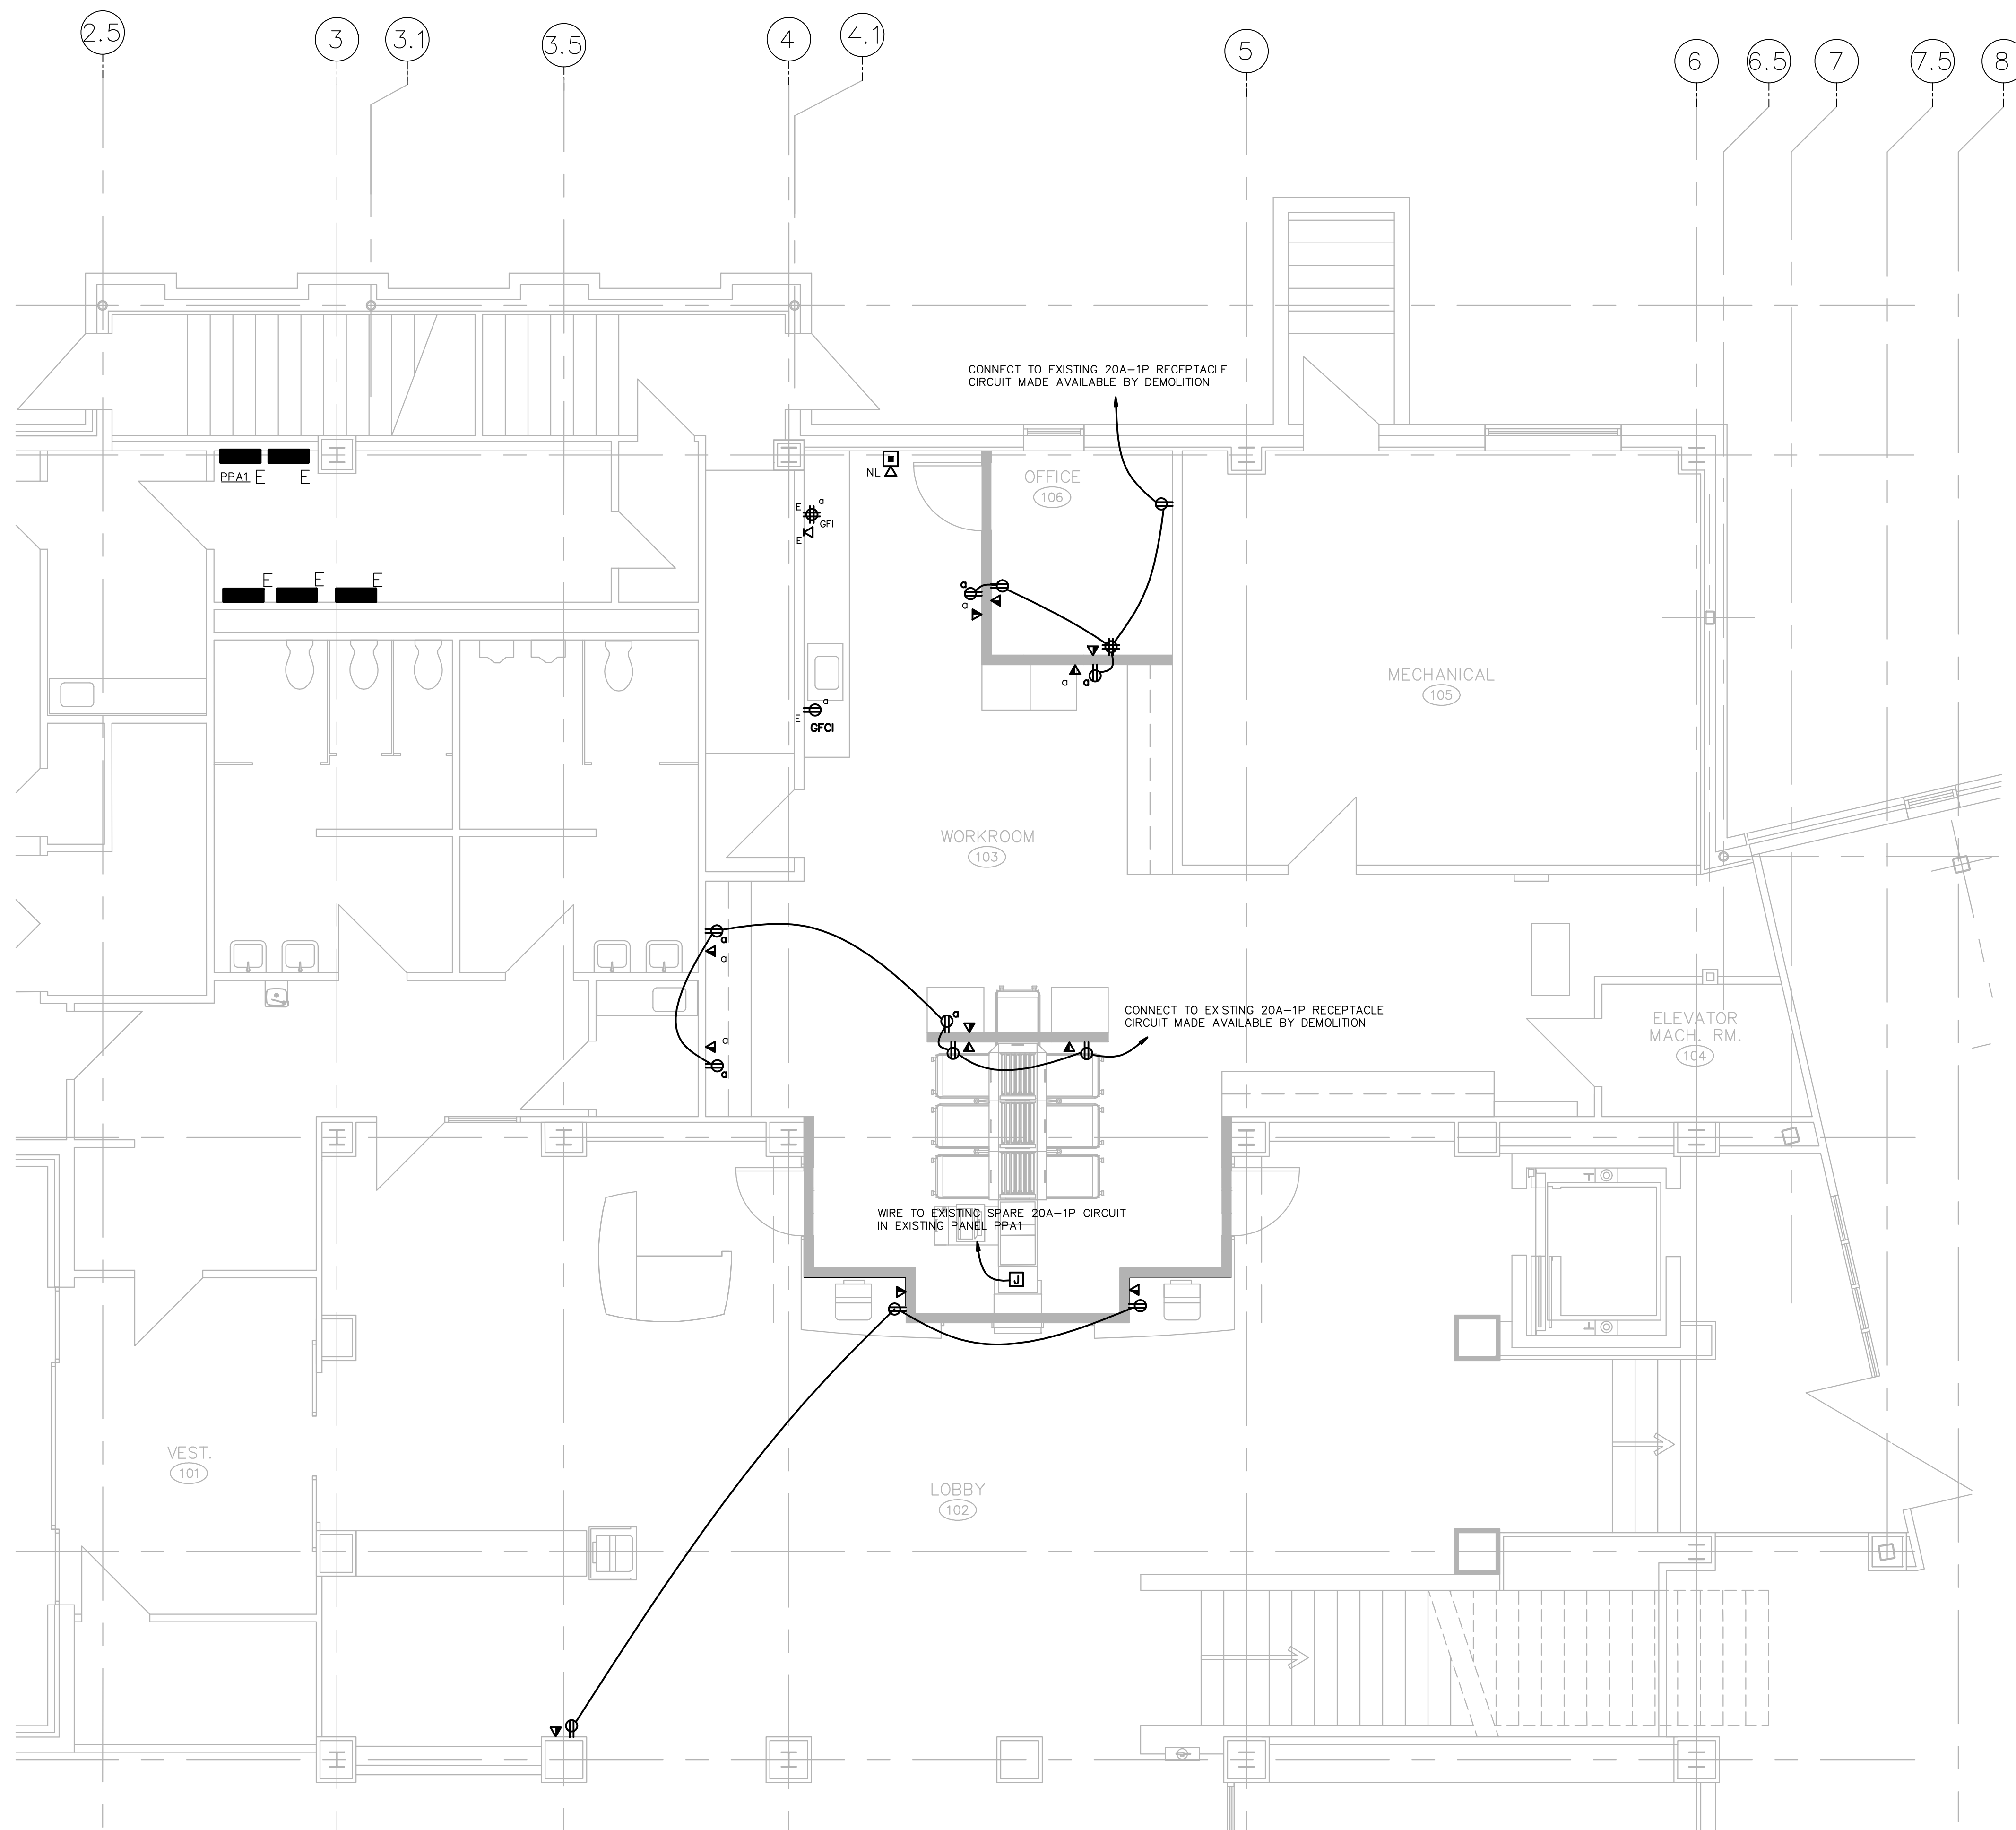 2.5
3
3.1
3.5
4
4.1
5
6
6.5
7
7.5
8
CONNECT TO EXISTING 20A-1P RECEPTACLE
CIRCUIT MADE AVAILABLE BY DEMOLITION
PPA1 E
E
NL
OFFICE
106
E
a
GFI
E
E
E
E
a
a
a
a
MECHANICAL
105
a
E
GFCI
WORKROOM
103
a
a
a
CONNECT TO EXISTING 20A-1P RECEPTACLE
CIRCUIT MADE AVAILABLE BY DEMOLITION
ELEVATOR
MACH. RM.
104
a
a
WIRE TO EXISTING SPARE 20A-1P CIRCUIT
IN EXISTING PANEL PPA1
J
VEST.
101
LOBBY
102